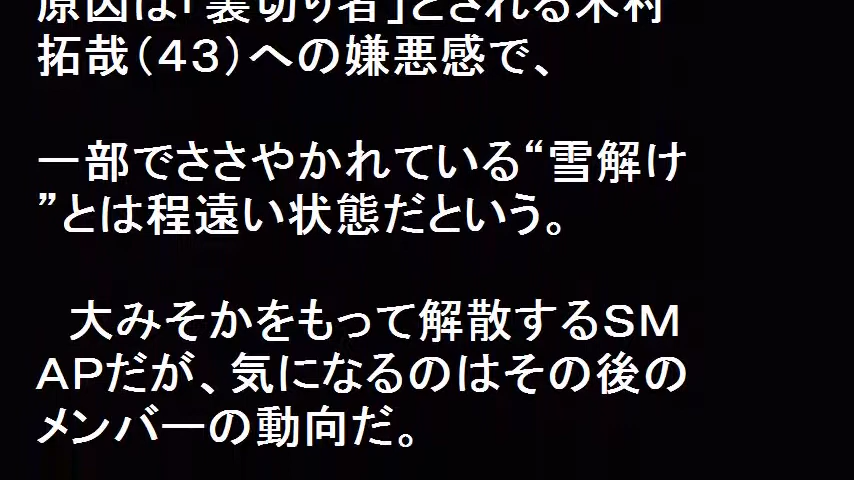 原因は「裏切り者」とされる木村
拓哉（４３）への嫌悪感で、
一部でささやかれている“雪解け
”とは程遠い状態だという。
　大みそかをもって解散するＳＭ
ＡＰだが、気になるのはその後の
メンバーの動向だ。